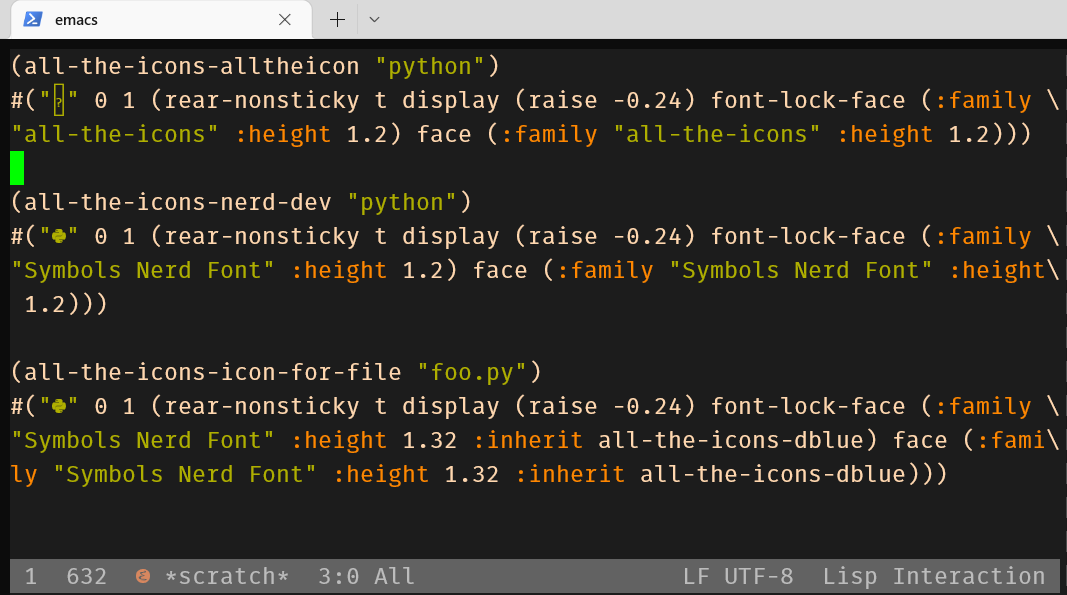 emacs
(all-the-icons-alltheicon "python")
#("" 0 1 (rear-nonsticky t display (raise -0.24) font-lock-face (:family \
"all-the-icons" :height 1.2) face (:family "all-the-icons" :height 1.2)))
(all-the-icons-nerd-dev "python")
#("" 0 1 (rear-nonsticky t display (raise -0.24) font-lock-face (:family \
"Symbols Nerd Font" :height 1.2) face (:family "Symbols Nerd Font" :height\
1.2)))
(all-the-icons-icon-for-file "foo.py")
#("" 0 1 (rear-nonsticky t display (raise -0.24) font-lock-face (:family \
"Symbols Nerd Font" :height 1.32 :inherit all-the-icons-dblue) face (:fami\
ly "Symbols Nerd Font" :height 1.32 :inherit all-the-icons-dblue)))
1 632 *scratch* 3:0 All LF UTF-8 Lisp Interaction